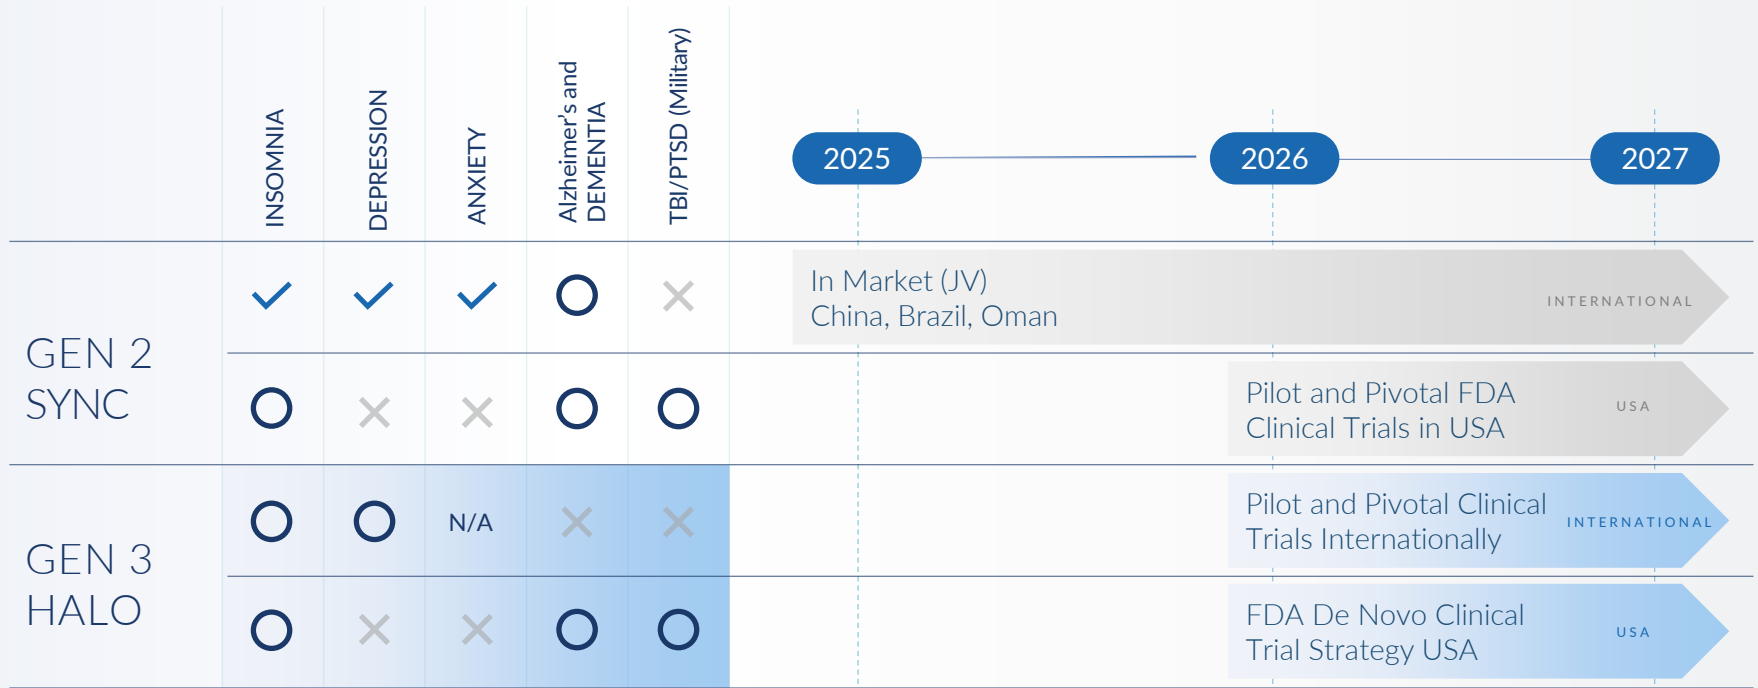 INSOMNIA
DEPRESSION
ANXIETY
Alzheimer's and
DEMENTIA
TBI/PTSD (Military)
2025
2026
2027
GEN 2
SYNC
In Market (JV)
China, Brazil, Oman
INTERNATIONAL
Pilot and Pivotal FDA
Clinical Trials in USA
USA
GEN 3
HALO
N/A
Pilot and Pivotal Clinical
Trials Internationally
INTERNATIONAL
FDA De Novo Clinical
Trial Strategy USA
USA